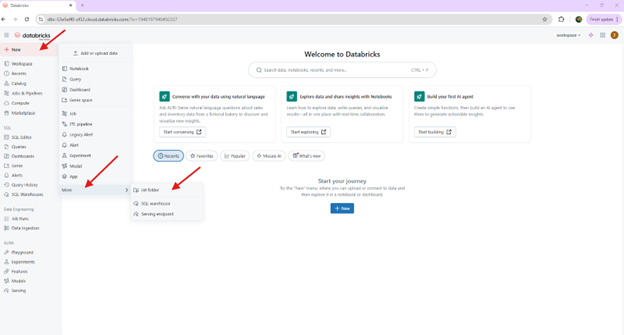 Databricks
dbc-
.cloud.databricks.com
Finish update
databricks
Search data, notebooks, recents, and more...
CTRL + P
workspace
New
Workspace
Recents
Catalog
Jobs & Pipelines
Compute
Marketplace
SQL
SQL Editor
Queries
Dashboards
Genie
Alerts
Query History
SQL Warehouses
Data Engineering
Job Runs
Data Ingestion
AI/ML
Playground
Experiments
Features
Models
Serving
Add or upload data
Notebook
Query
Dashboard
Genie space
Job
ETL pipeline
Legacy Alert
Alert
Experiment
Model
App
More
Git folder
SQL warehouse
Serving endpoint
Welcome to Databricks
Converse with your data using natural language
Ask AI/BI Genie natural language questions about sales
and inventory data from a fictional bakery to discover and
visualize new insights.
Start conversing
Explore data and share insights with Notebooks
Learn how to explore data, write queries, and visualize
results—all in one place with real-time collaboration.
Start exploring
Build your first AI agent
Create simple functions, then build an AI agent to use
them to generate actionable insights.
Start building
Recents
Favorites
Popular
Mosaic AI
What's new
Start your journey
To the "New" menu, where you can upload or connect to data and
then explore it in a notebook or dashboard.
New